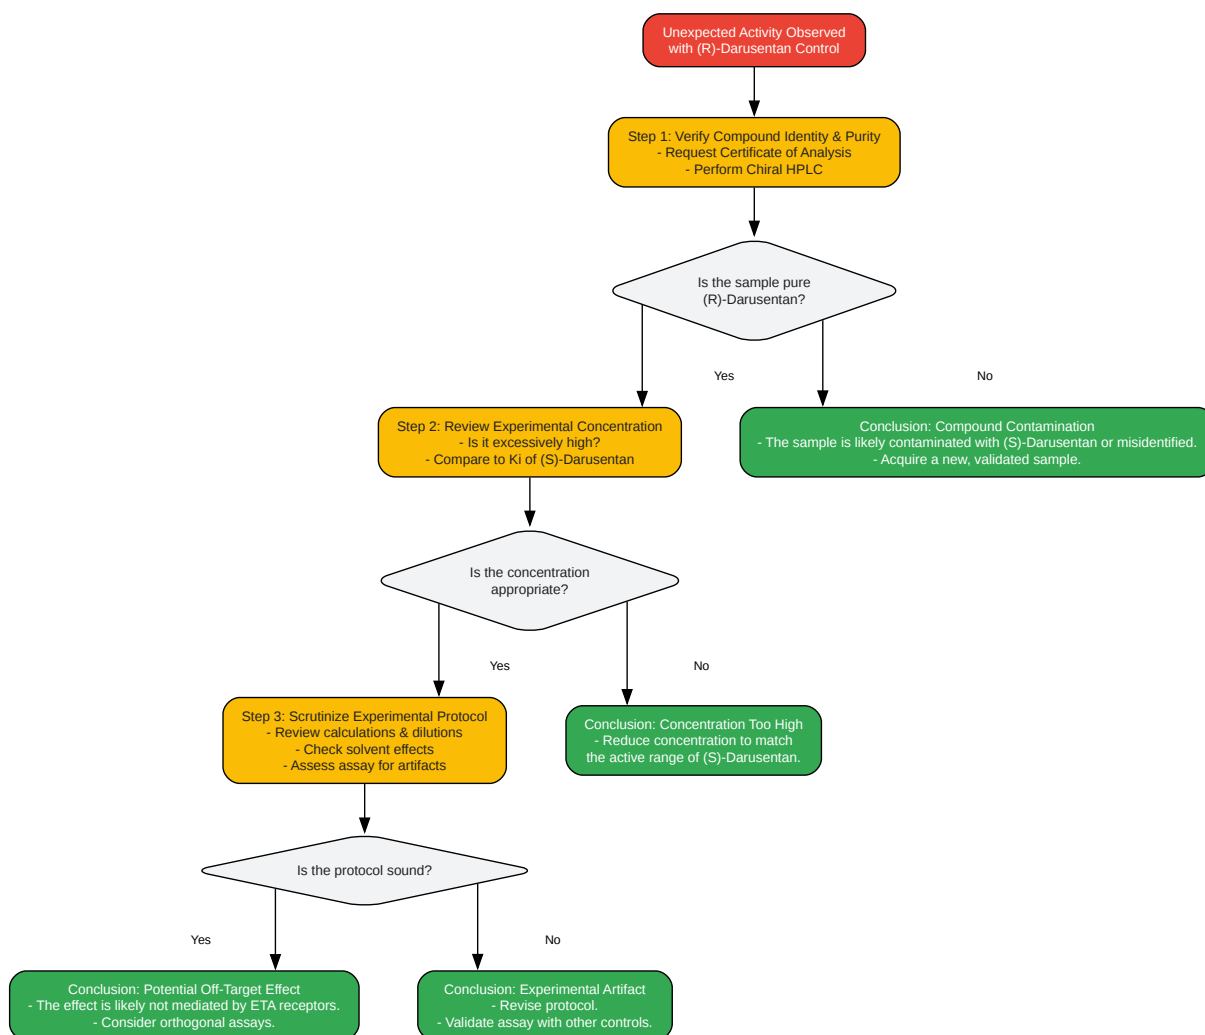 Unexpected Activity Observed
with (R)-Darusentan Control
Step 1: Verify Compound Identity & Purity
- Request Certificate of Analysis
- Perform Chiral HPLC
Is the sample pure
(R)-Darusentan?
Yes
No
Step 2: Review Experimental Concentration
- Is it excessively high?
- Compare to Ki of (S)-Darusentan
Conclusion: Compound Contamination
- The sample is likely contaminated with (S)-Darusentan or misidentified.
- Acquire a new, validated sample.
Is the concentration
appropriate?
Yes
No
Step 3: Scrutinize Experimental Protocol
- Review calculations & dilutions
- Check solvent effects
- Assess assay for artifacts
Conclusion: Concentration Too High
- Reduce concentration to match
the active range of (S)-Darusentan.
Is the protocol sound?
Yes
No
Conclusion: Potential Off-Target Effect
- The effect is likely not mediated by ETA receptors.
- Consider orthogonal assays.
Conclusion: Experimental Artifact
- Revise protocol.
- Validate assay with other controls.